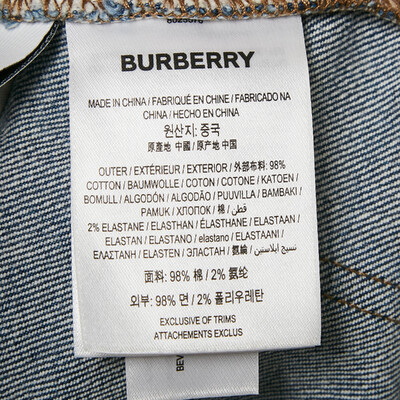 BURBERRY
MADE IN CHINA / FABRIQUÉ EN CHINE / FABRICADO NA
CHINA / HECHO EN CHINA
원산지: 중국
原產地 中國 / 原产地 中国
OUTER / EXTÉRIEUR / EXTERIOR / 外部布料: 98%
COTTON / BAUMWOLLE / COTON / COTONE / KATOEN /
BOMULL / ALGODÓN / ALGODÃO / PUUVILLA / BAMBAKI /
PAMUK / ХЛОПОК / 棉 / قطن /
2% ELASTANE / ELASTHAN / ÉLASTHANE / ELASTAAN /
ELASTAN / ELASTANO / elastano / ELASTAANI /
ΕΛΑΣΤΑΝΗ / ELASTEN / ЭЛАСТАН / نسيج ايلاستين /
面料: 98% 棉 / 2% 氨纶
외부: 98% 면 / 2% 폴리우레탄
EXCLUSIVE OF TRIMS
ATTACHEMENTS EXCLUS
BEV